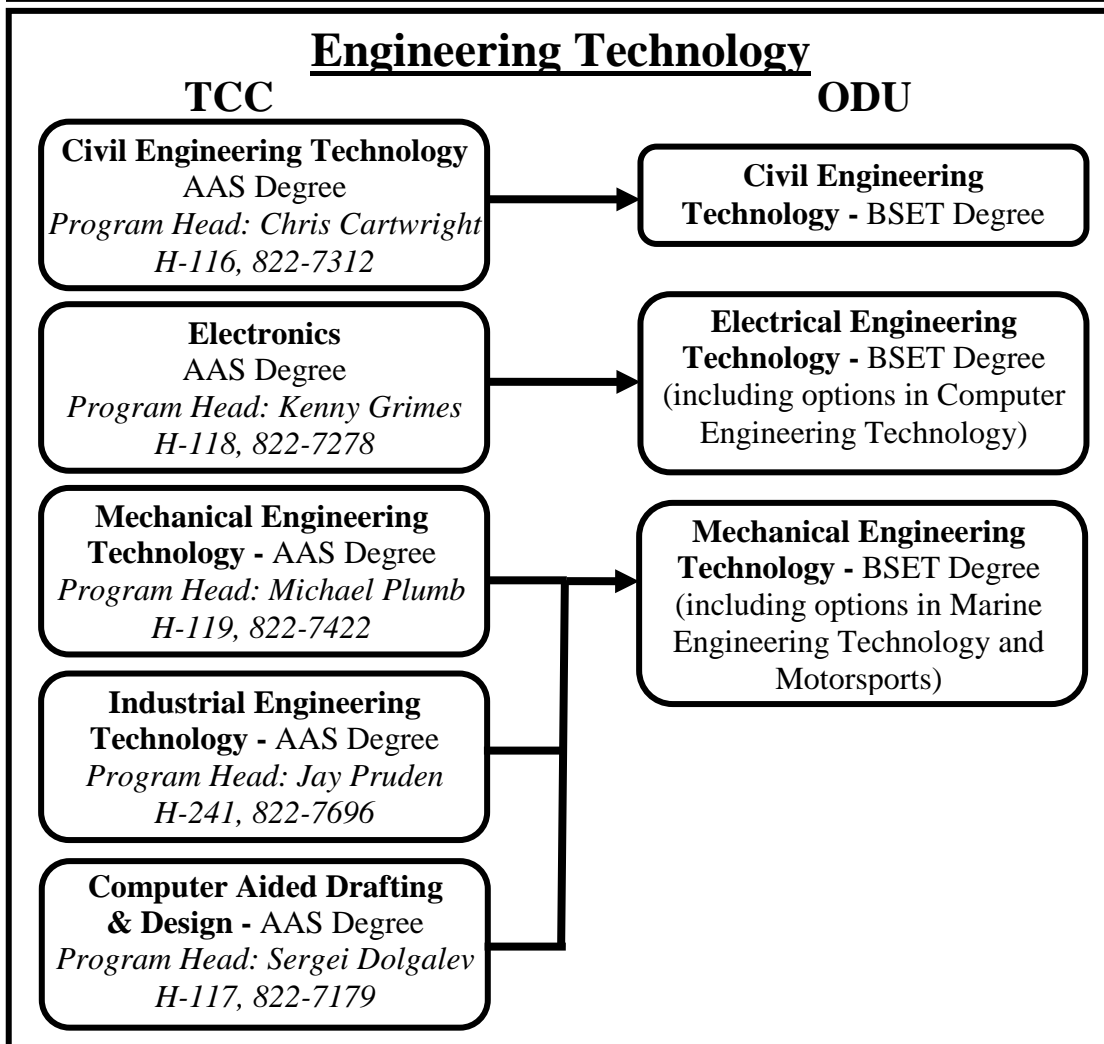 Engineering Technology
TCC
ODU
Civil Engineering Technology
AAS Degree
Program Head: Chris Cartwright
H-116, 822-7312
Civil Engineering
Technology - BSET Degree
Electronics
AAS Degree
Program Head: Kenny Grimes
H-118, 822-7278
Electrical Engineering
Technology - BSET Degree
(including options in Computer
Engineering Technology)
Mechanical Engineering
Technology - AAS Degree
Program Head: Michael Plumb
H-119, 822-7422
Mechanical Engineering
Technology - BSET Degree
(including options in Marine
Engineering Technology and
Motorsports)
Industrial Engineering
Technology - AAS Degree
Program Head: Jay Pruden
H-241, 822-7696
Computer Aided Drafting
& Design - AAS Degree
Program Head: Sergei Dolgalev
H-117, 822-7179